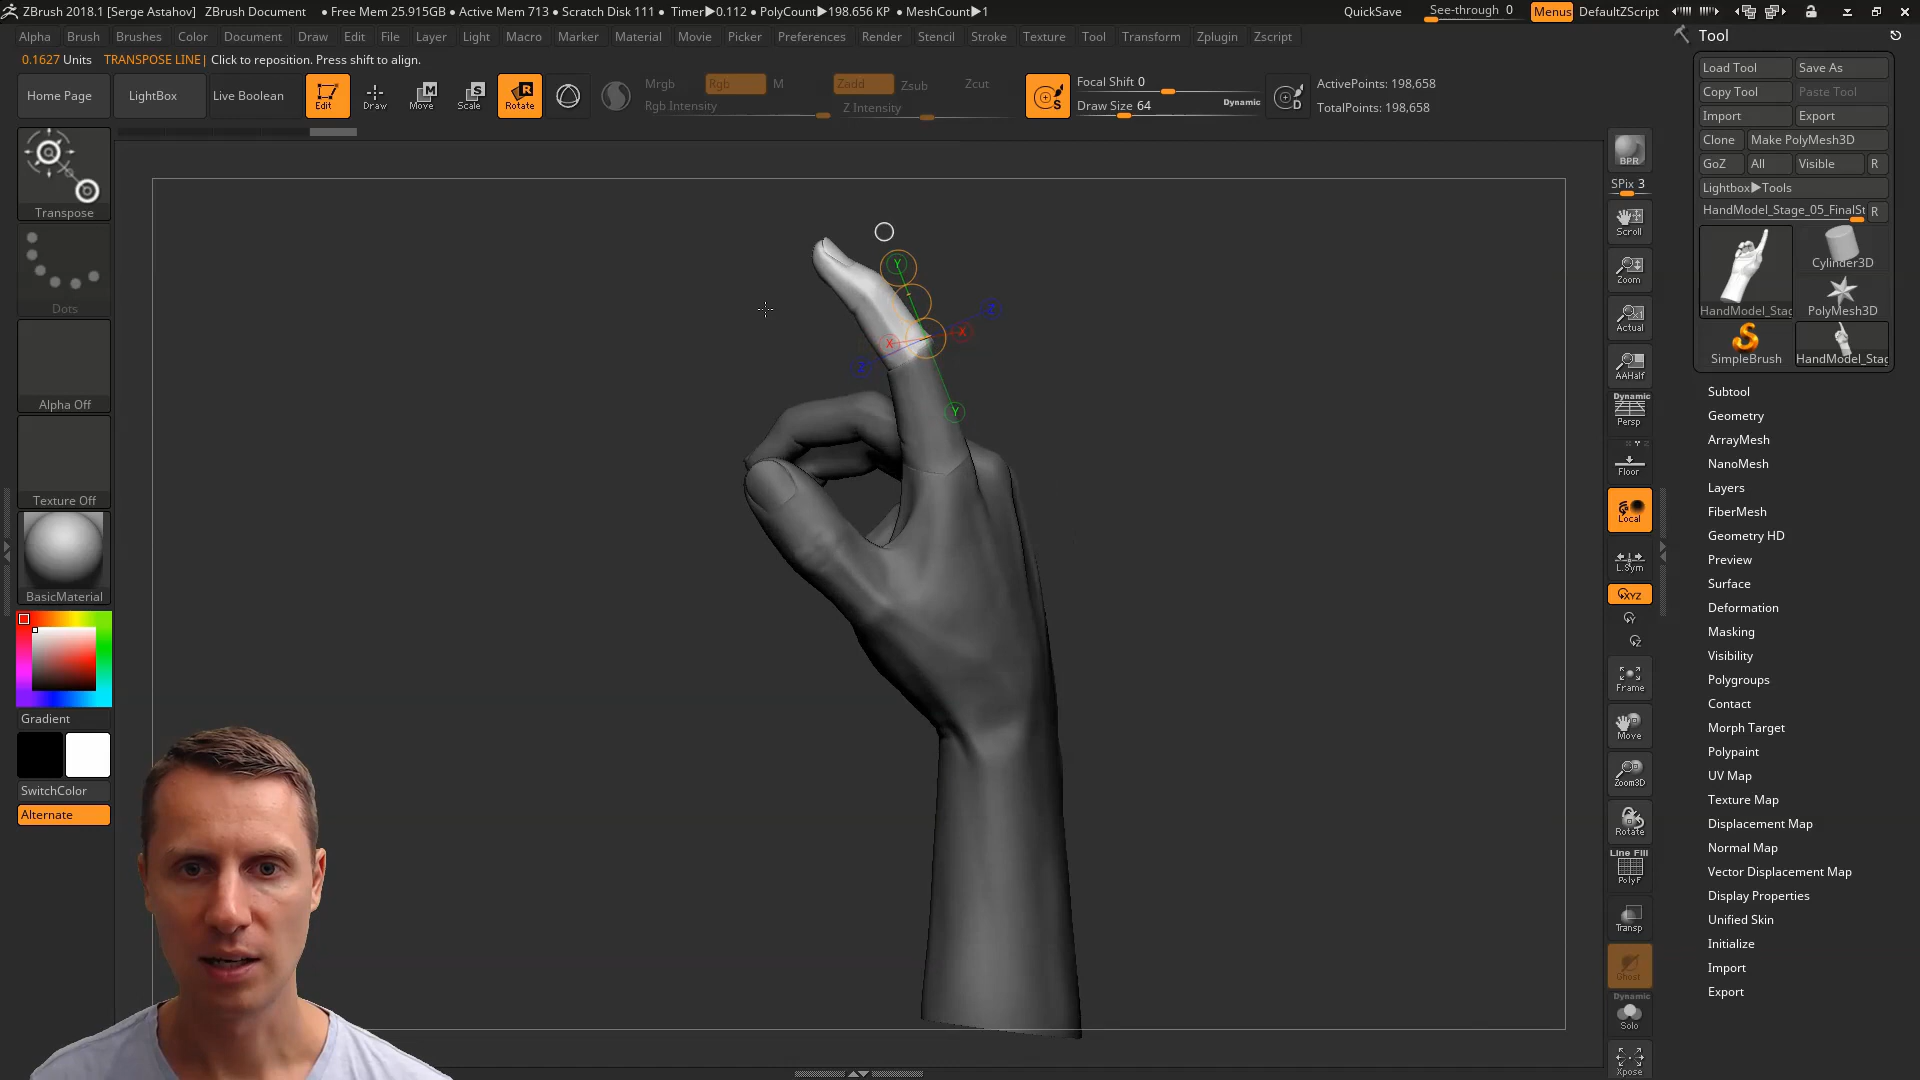 ZBrush 2018.1 [Serge Astahov] ZBrush Document • Free Mem 25.915GB • Active Mem 713 • Scratch Disk 111 • Timer▶0.112 • PolyCount▶198.656 KP • MeshCount▶1 QuickSave See-through 0 Menus DefaultZScript
Alpha Brush Brushes Color Document Draw Edit File Layer Light Macro Marker Material Movie Picker Preferences Render Stencil Stroke Texture Tool Transform Zplugin Zscript
0.1627 Units TRANSPOSE LINE| Click to reposition. Press shift to align.
Home Page LightBox Live Boolean Edit Draw Move Scale Rotate
M S R
Mrgb Rgb M Zadd Zsub Zcut
Rgb Intensity Z Intensity
S Focal Shift 0
Draw Size 64 Dynamic
D ActivePoints: 198,658
TotalPoints: 198,658
Transpose
Dots
Alpha Off
Texture Off
BasicMaterial
Gradient
SwitchColor
Alternate
Y
Z
X X
Z
Y
BPR
SPix 3
Scroll
Zoom
Actual
AAHalf
Dynamic
Persp
Floor
Local
L.Sym
XYZ
Y
Z
Frame
Move
Zoom3D
Rotate
Line Fill
PolyF
Transp
Ghost
Dynamic
Solo
Xpose
Tool
Load Tool Save As
Copy Tool Paste Tool
Import Export
Clone Make PolyMesh3D
GoZ All Visible R
Lightbox▶Tools
HandModel_Stage_05_FinalSt R
HandModel_Stag Cylinder3D
PolyMesh3D
SimpleBrush HandModel_Stag
Subtool
Geometry
ArrayMesh
NanoMesh
Layers
FiberMesh
Geometry HD
Preview
Surface
Deformation
Masking
Visibility
Polygroups
Contact
Morph Target
Polypaint
UV Map
Texture Map
Displacement Map
Normal Map
Vector Displacement Map
Display Properties
Unified Skin
Initialize
Import
Export